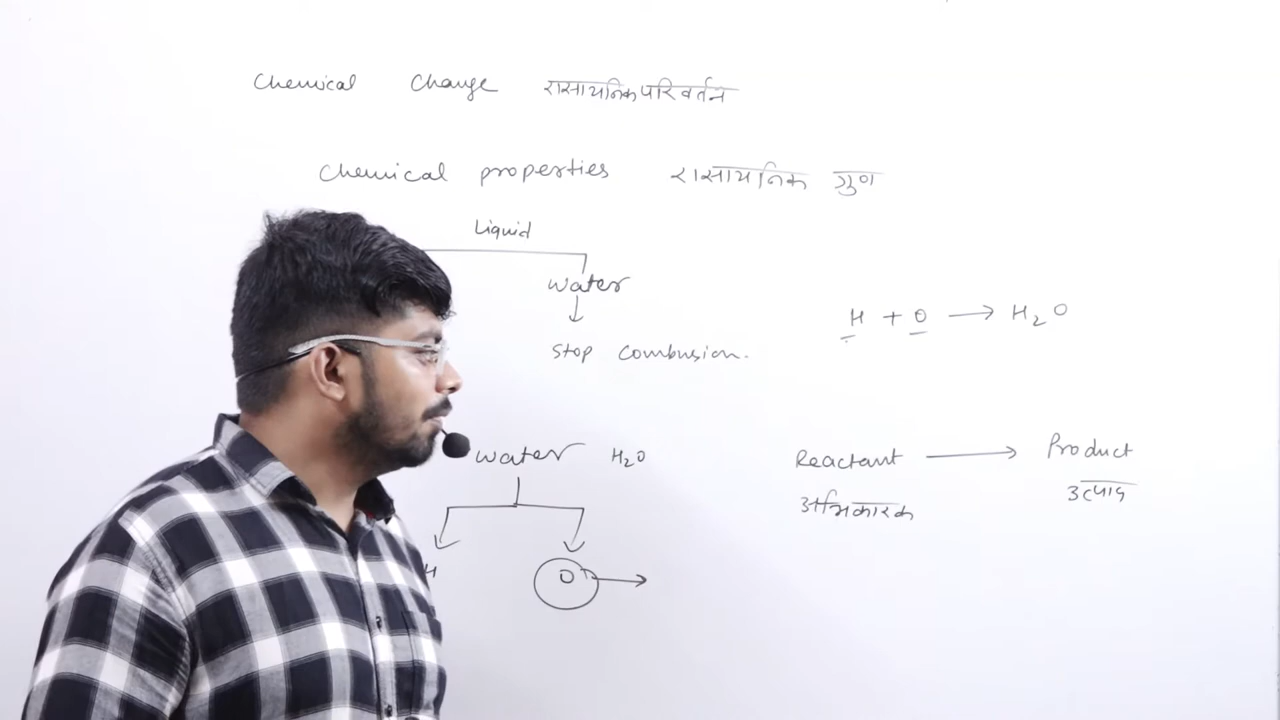 Chemical Change रासायनिक परिवर्तन
Chemical properties रासायनिक गुण
Liquid
water
H + O → H2O
Stop Combusion.
water H2O
Reactant → Product
अभिकारक उत्पाद
H O